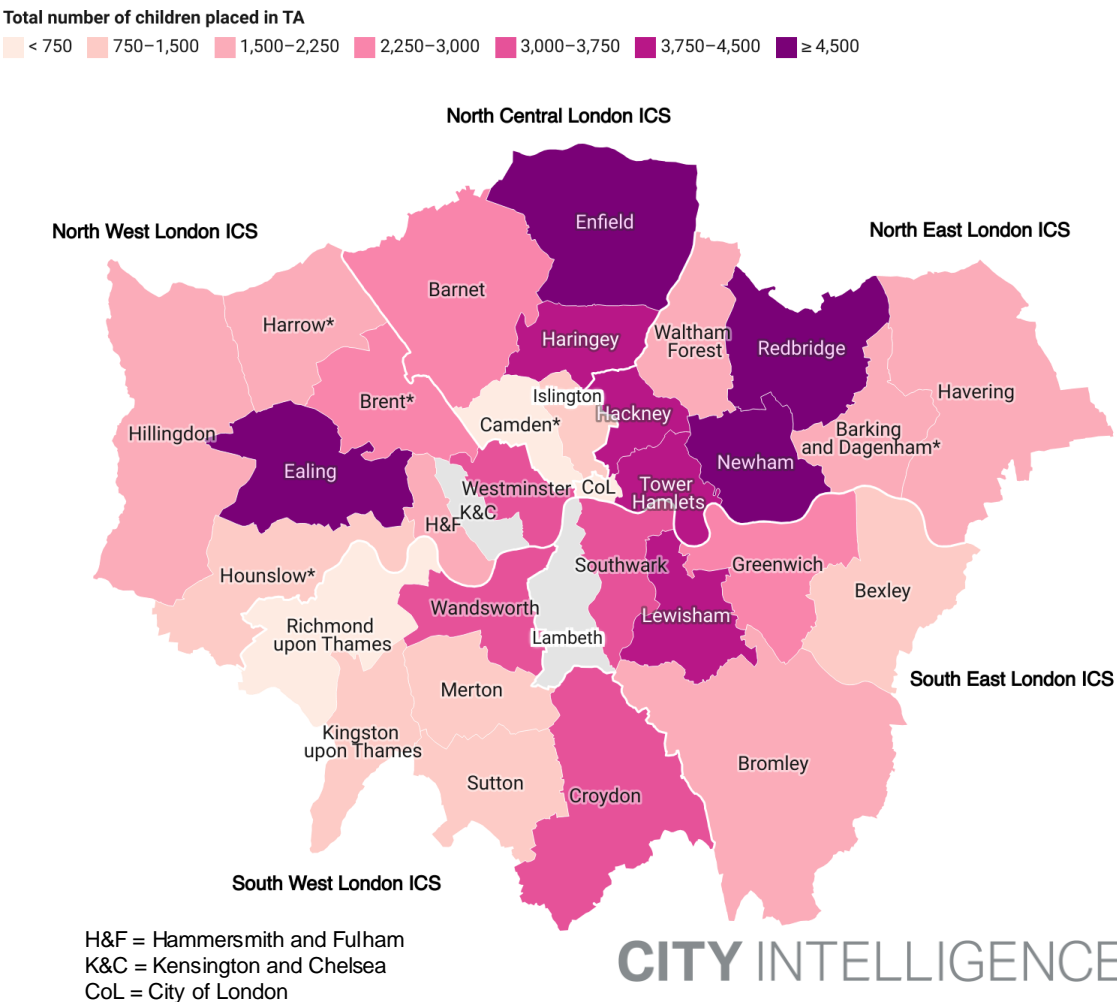 Total number of children placed in TA
< 750 750–1,500 1,500–2,250 2,250–3,000 3,000–3,750 3,750–4,500 ≥ 4,500
North Central London ICS
Enfield
North West London ICS
North East London ICS
Barnet
Harrow*
Haringey
Waltham
Forest
Redbridge
Havering
Brent*
Islington
Hackney
Camden*
Hillingdon
Barking
and Dagenham*
Ealing
Newham
Westminster
CoL
Tower
Hamlets
K&C
H&F
Hounslow*
Southwark
Greenwich
Bexley
Wandsworth
Lewisham
Richmond
upon Thames
Lambeth
South East London ICS
Merton
Kingston
upon Thames
Bromley
Sutton
Croydon
South West London ICS
H&F = Hammersmith and Fulham
K&C = Kensington and Chelsea
CoL = City of London
CITY INTELLIGENCE